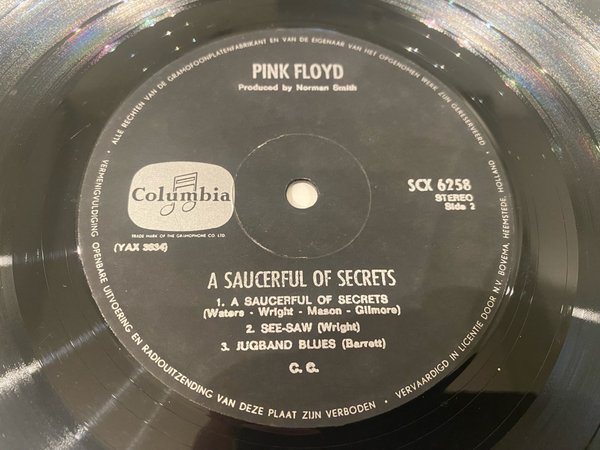 ALLE RECHTEN VAN DE GRAMOFOONPLATENFABRIKANT EN VAN DE EIGENAAR VAN HET OPGENOMEN WERK ZIJN GERESERVEERD
PINK FLOYD
Produced by Norman Smith
Columbia
TRADE MARK OF THE GRAMOPHONE CO. LTD.
(YAX 3634)
SCX 6258
STEREO
Side 2
A SAUCERFUL OF SECRETS
1. A SAUCERFUL OF SECRETS
(Waters - Wright - Mason - Gilmore)
2. SEE-SAW (Wright)
3. JUGBAND BLUES (Barrett)
G. G.
VERMENIGVULDIGING OPENBARE UITVOERING EN RADIOUITZENDING VAN DEZE PLAAT ZIJN VERBODEN • VERVAARDIGD IN LICENTIE DOOR N.V. BOVEMA, HEEMSTEDE, HOLLAND